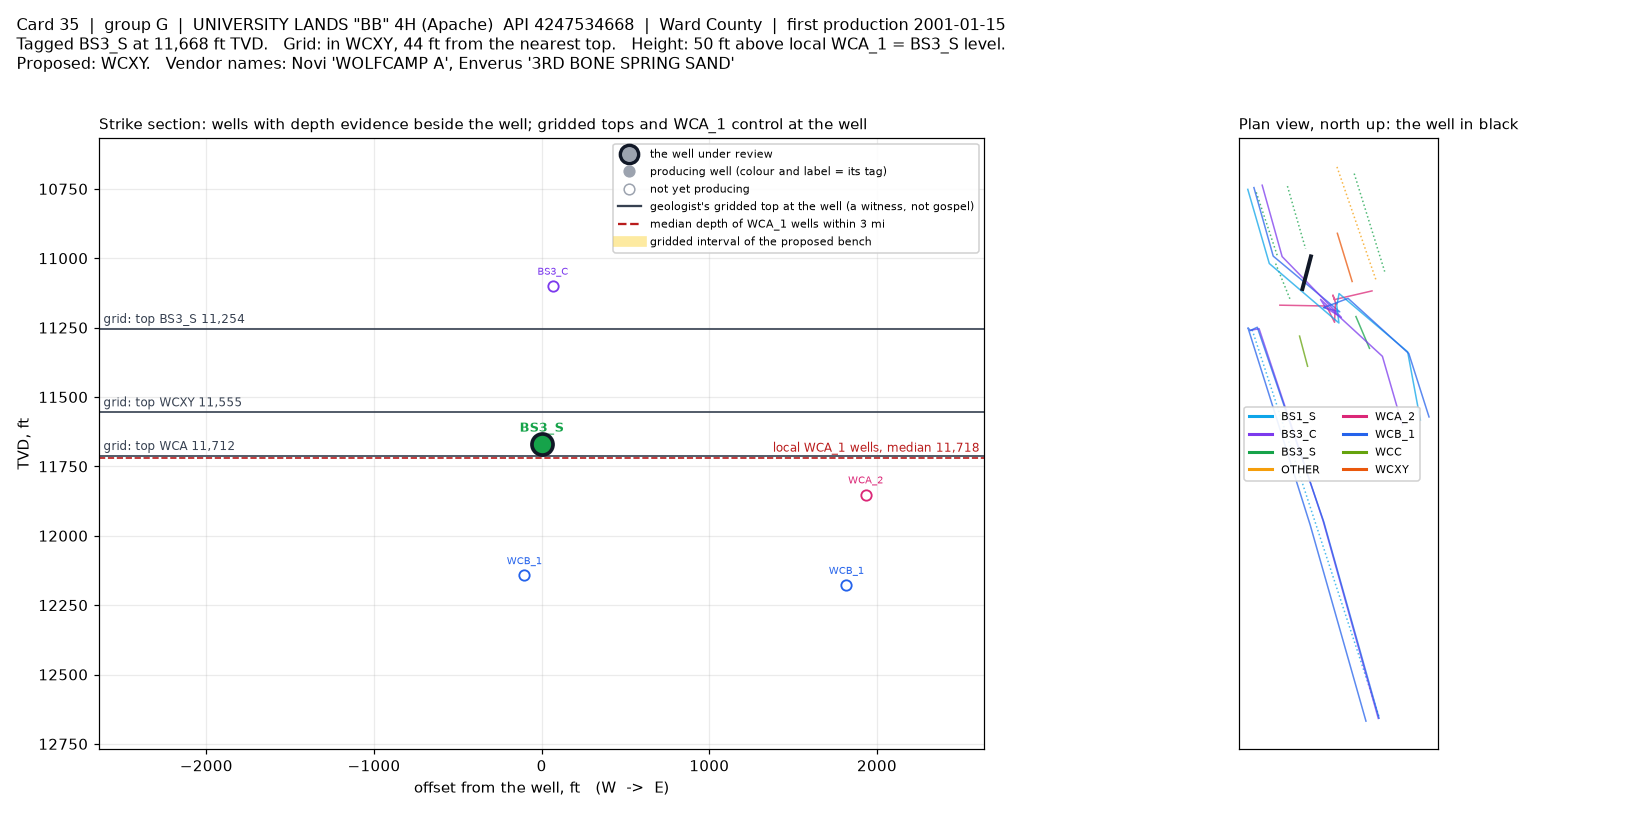 Card 35 | group G | UNIVERSITY LANDS "BB" 4H (Apache) API 4247534668 | Ward County | first production 2001-01-15
Tagged BS3_S at 11,668 ft TVD. Grid: in WCXY, 44 ft from the nearest top. Height: 50 ft above local WCA_1 = BS3_S level.
Proposed: WCXY. Vendor names: Novi 'WOLFCAMP A', Enverus '3RD BONE SPRING SAND'
Strike section: wells with depth evidence beside the well; gridded tops and WCA_1 control at the well
the well under review
producing well (colour and label = its tag)
not yet producing
geologist's gridded top at the well (a witness, not gospel)
median depth of WCA_1 wells within 3 mi
gridded interval of the proposed bench
BS3_C
grid: top BS3_S 11,254
grid: top WCXY 11,555
BS3_S
grid: top WCA 11,712
local WCA_1 wells, median 11,718
WCA_2
WCB_1
WCB_1
10750
11000
11250
11500
11750
12000
12250
12500
12750
TVD, ft
−2000
−1000
0
1000
2000
offset from the well, ft (W -> E)
Plan view, north up: the well in black
BS1_S
BS3_C
BS3_S
OTHER
WCA_2
WCB_1
WCC
WCXY